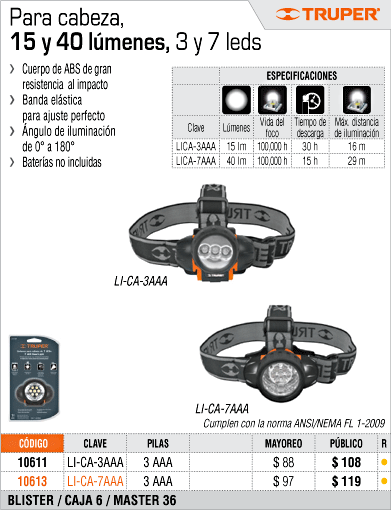 Para cabeza,
15 y 40 lúmenes, 3 y 7 leds
TRUPER®
Cuerpo de ABS de gran
resistencia al impacto
Banda elástica
para ajuste perfecto
Ángulo de iluminación
de 0° a 180°
Baterías no incluidas
ESPECIFICACIONES
Clave Lúmenes Vida del foco Tiempo de descarga Máx. distancia de iluminación
LICA-3AAA 15 lm 100,000 h 30 h 16 m
LICA-7AAA 40 lm 100,000 h 15 h 29 m
LI-CA-3AAA
LI-CA-7AAA
Cumplen con la norma ANSI/NEMA FL 1-2009
CÓDIGO CLAVE PILAS MAYOREO PÚBLICO R
10611 LI-CA-3AAA 3 AAA $ 88 $ 108
10613 LI-CA-7AAA 3 AAA $ 97 $ 119
BLISTER / CAJA 6 / MASTER 36